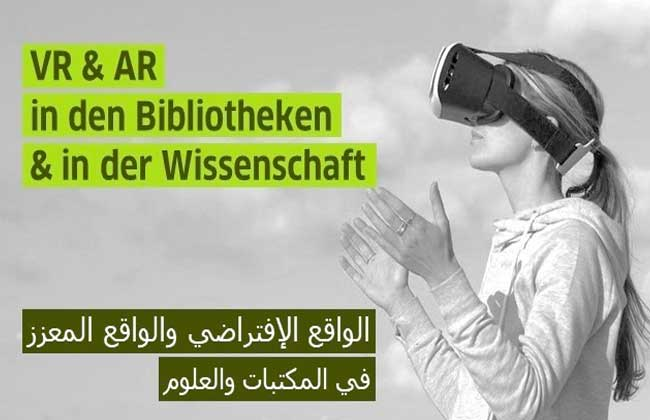 VR & AR
in den Bibliotheken
& in der Wissenschaft
الواقع الإفتراضي والواقع المعزز
في المكتبات والعلوم